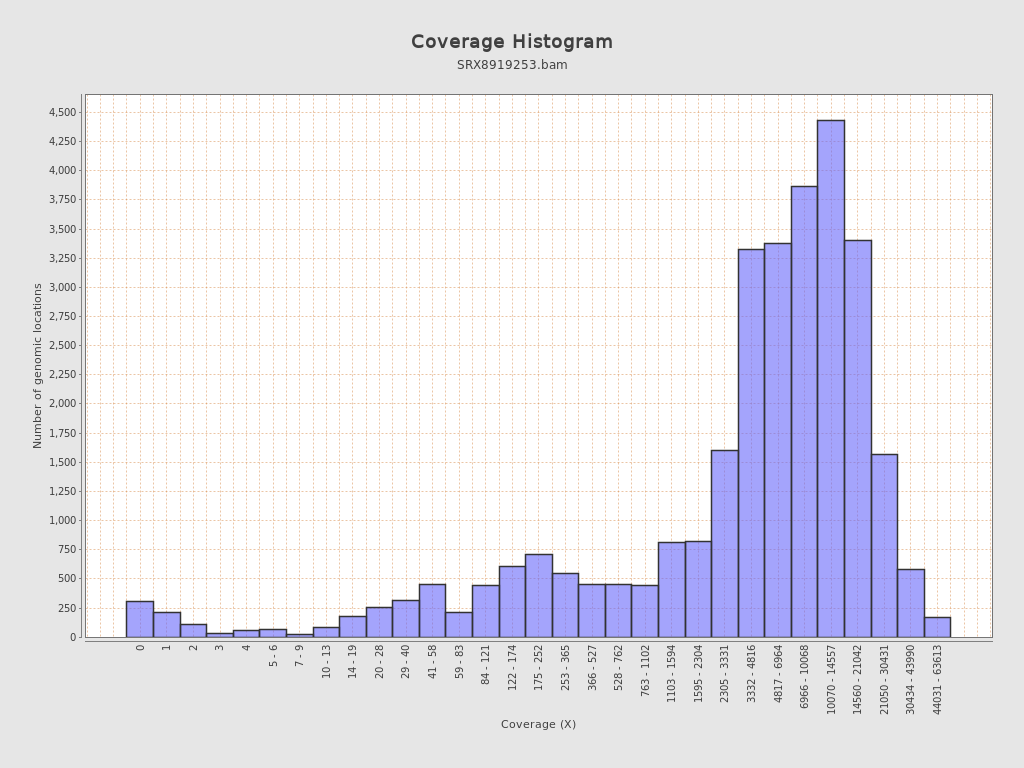 Coverage Histogram
SRX8919253.bam
Number of genomic locations
4,500
4,250
4,000
3,750
3,500
3,250
3,000
2,750
2,500
2,250
2,000
1,750
1,500
1,250
1,000
750
500
250
0
0
1
2
3
4
5 - 6
7 - 9
10 - 13
14 - 19
20 - 28
29 - 40
41 - 58
59 - 83
84 - 121
122 - 174
175 - 252
253 - 365
366 - 527
528 - 762
763 - 1102
1103 - 1594
1595 - 2304
2305 - 3331
3332 - 4816
4817 - 6964
6966 - 10068
10070 - 14557
14560 - 21042
21050 - 30431
30434 - 43990
44031 - 63613
Coverage (X)